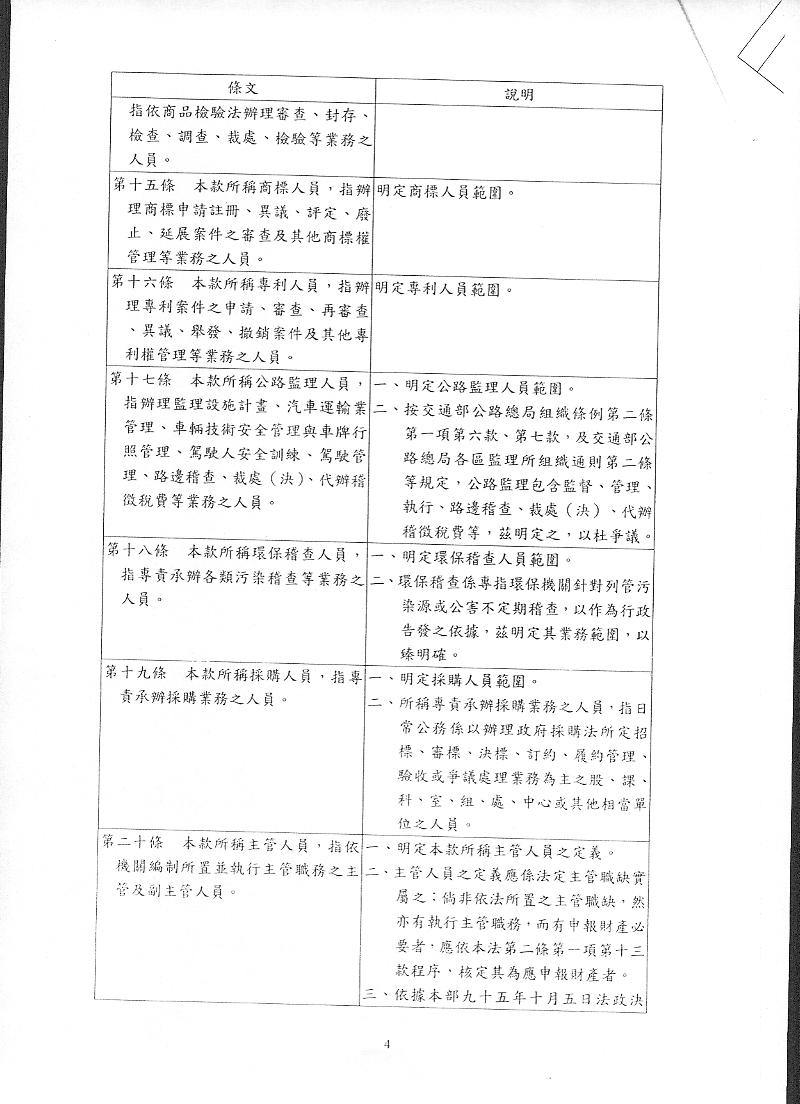 條文
說明
指依商品檢驗法辦理審查、封存、
檢查、調查、裁處、檢驗等業務之
人員。
第十五條　本款所稱商標人員，指辦
理商標申請註冊、異議、評定、廢
止、延展案件之審查及其他商標權
管理等業務之人員。
明定商標人員範圍。
第十六條　本款所稱專利人員，指辦
理專利案件之申請、審查、再審查
、異議、舉發、撤銷案件及其他專
利權管理等業務之人員。
明定專利人員範圍。
第十七條　本款所稱公路監理人員，
指辦理監理設施計畫、汽車運輸業
管理、車輛技術安全管理與車牌行
照管理、駕駛人安全訓練、駕駛管
理、路邊稽查、裁處（決）、代辦稽
徵稅費等業務之人員。
一、明定公路監理人員範圍。
二、按交通部公路總局組織條例第二條
第一項第六款、第七款，及交通部公
路總局各區監理所組織通則第二條
等規定，公路監理包含監督、管理、
執行、路邊稽查、裁處（決）、代辦
稽徵稅費等，茲明定之，以杜爭議。
第十八條　本款所稱環保稽查人員，
指專責承辦各類污染稽查等業務之
人員。
一、明定環保稽查人員範圍。
二、環保稽查係專指環保機關針對列管污
染源或公害不定期稽查，以作為行政
告發之依據，茲明定其業務範圍，以
臻明確。
第十九條　本款所稱採購人員，指專
責承辦採購業務之人員。
一、明定採購人員範圍。
二、所稱專責承辦採購業務之人員，指日
常公務係以辦理政府採購法所定招
標、審標、決標、訂約、履約管理、
驗收或爭議處理業務為主之股、課、
科、室、組、處、中心或其他相當單
位之人員。
第二十條　本款所稱主管人員，指依
機關編制所置並執行主管職務之主
管及副主管人員。
一、明定本款所稱主管人員之定義。
二、主管人員之定義應係法定主管職缺實
屬之；倘非依法所置之主管職缺，然
亦有執行主管職務，而有申報財產必
要者，應依本法第二條第一項第十三
款程序，核定其為應申報財產者。
三、依據本部九十五年十月五日法政決
4